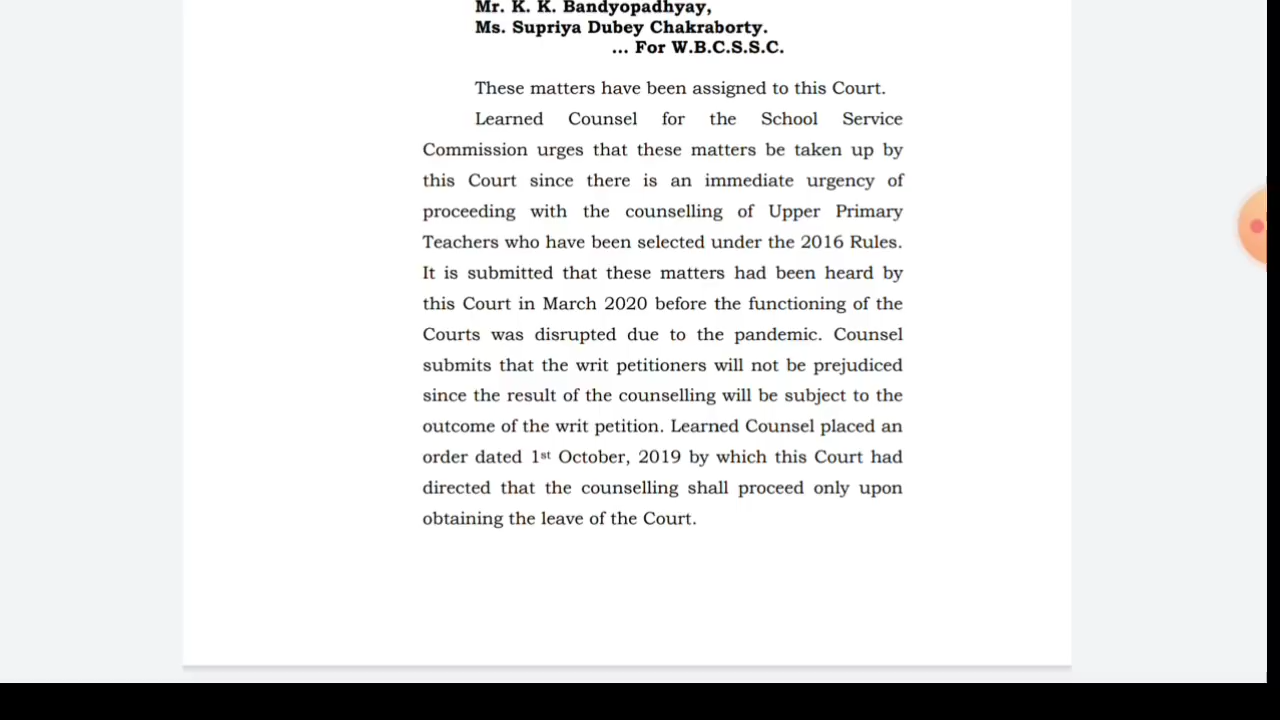 Mr. K. K. Bandyopadhyay,
Ms. Supriya Dubey Chakraborty.
... For W.B.C.S.S.C.
These matters have been assigned to this Court.
Learned Counsel for the School Service
Commission urges that these matters be taken up by
this Court since there is an immediate urgency of
proceeding with the counselling of Upper Primary
Teachers who have been selected under the 2016 Rules.
It is submitted that these matters had been heard by
this Court in March 2020 before the functioning of the
Courts was disrupted due to the pandemic. Counsel
submits that the writ petitioners will not be prejudiced
since the result of the counselling will be subject to the
outcome of the writ petition. Learned Counsel placed an
order dated 1st October, 2019 by which this Court had
directed that the counselling shall proceed only upon
obtaining the leave of the Court.